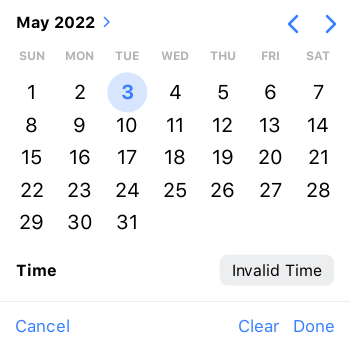 May 2022
SUN MON TUE WED THU FRI SAT
1 2 3 4 5 6 7
8 9 10 11 12 13 14
15 16 17 18 19 20 21
22 23 24 25 26 27 28
29 30 31
Time Invalid Time
Cancel Clear Done